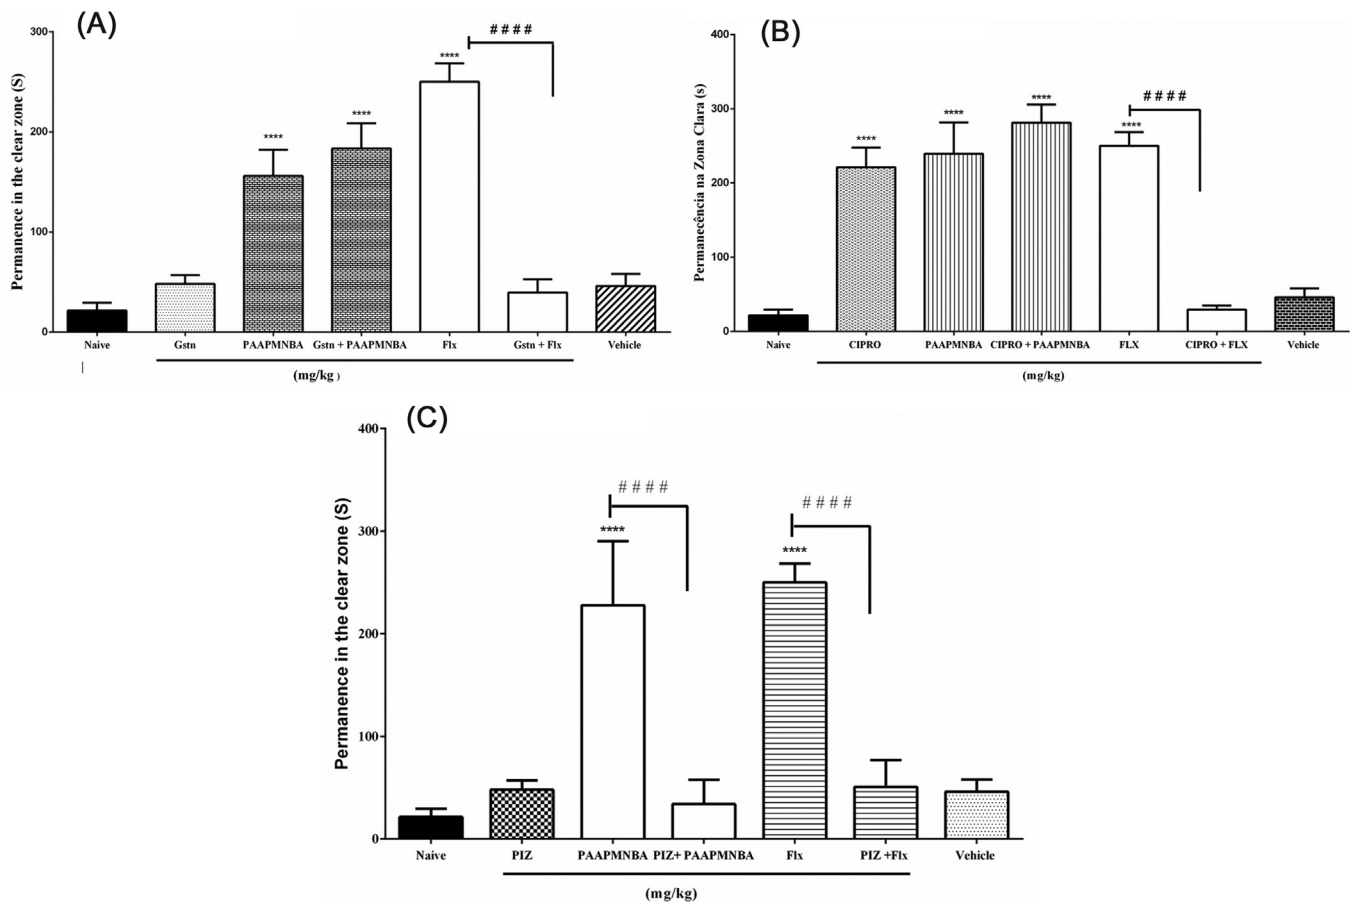 (A)
Permanence in the clear zone (S)
300
200
100
0
****
****
****
####
Naive
Gstn
PAAPMNBA
Gstn + PAAPMNBA
Flx
Gstn + Flx
Vehicle
(mg/kg )
(B)
Permanecência na Zona Clara (s)
400
300
200
100
0
****
****
****
****
####
Naive
CIPRO
PAAPMNBA
CIPRO + PAAPMNBA
FLX
CIPRO + FLX
Vehicle
(mg/kg)
(C)
Permanence in the clear zone (S)
400
300
200
100
0
****
####
****
####
Naive
PIZ
PAAPMNBA
PIZ+ PAAPMNBA
Flx
PIZ +Flx
Vehicle
(mg/kg)